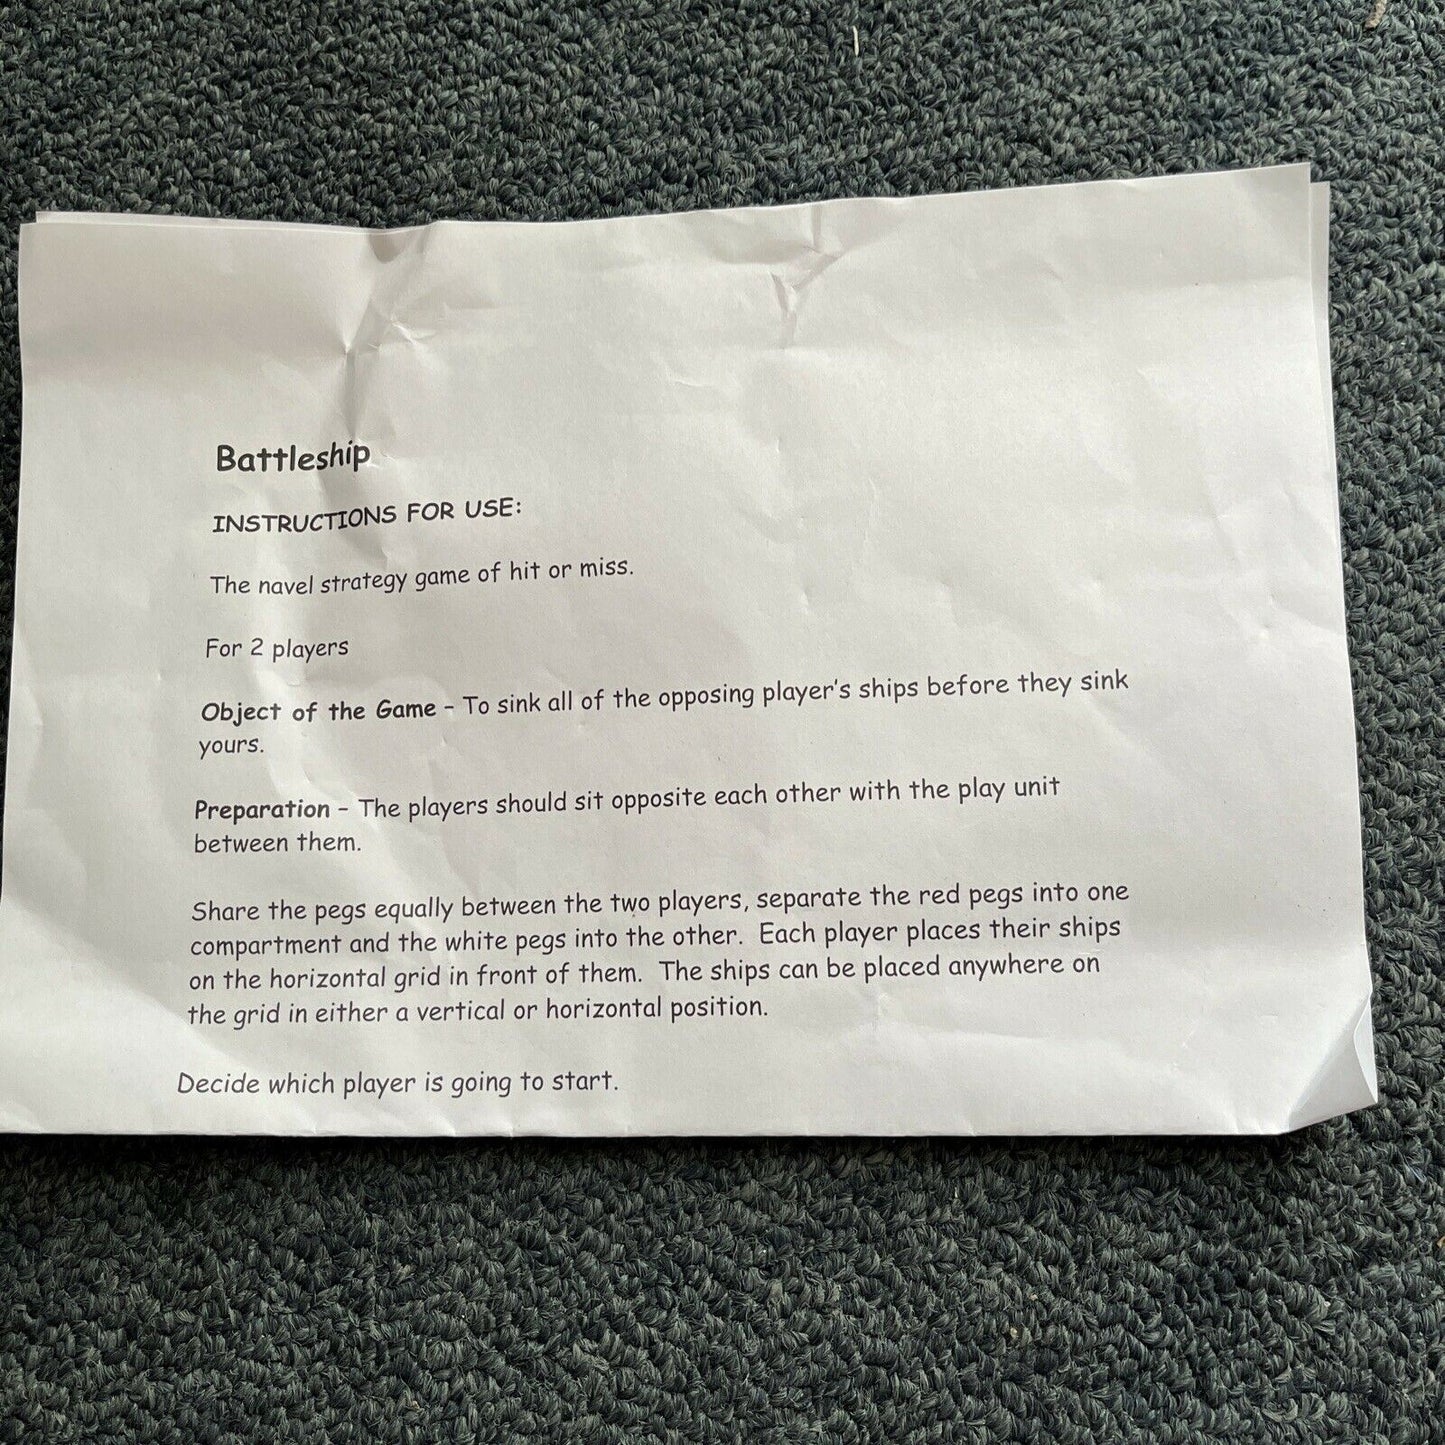 Battleship
INSTRUCTIONS FOR USE:
The navel strategy game of hit or miss.
For 2 players
Object of the Game – To sink all of the opposing player's ships before they sink
yours.
Preparation – The players should sit opposite each other with the play unit
between them.
Share the pegs equally between the two players, separate the red pegs into one
compartment and the white pegs into the other. Each player places their ships
on the horizontal grid in front of them. The ships can be placed anywhere on
the grid in either a vertical or horizontal position.
Decide which player is going to start.